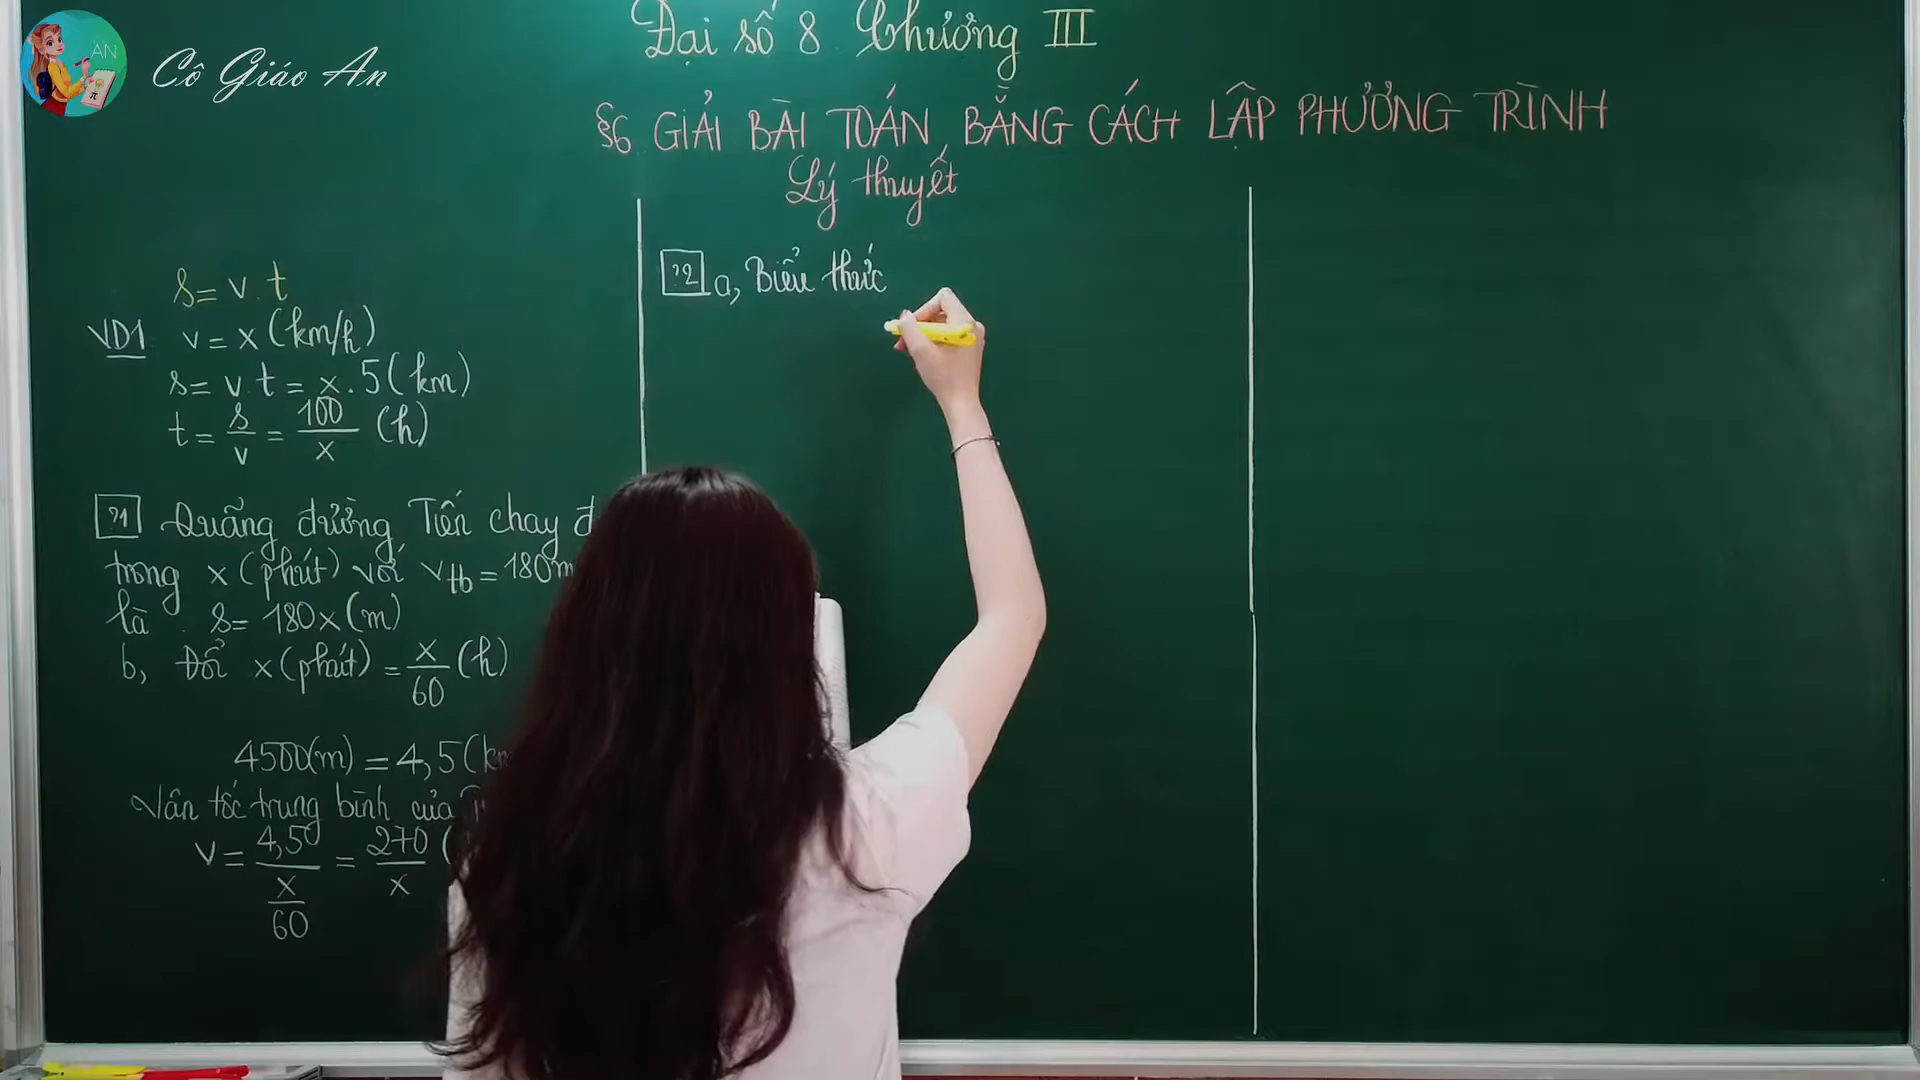 AN
Cô Giáo An
Đại số 8 Chương III
§6 GIẢI BÀI TOÁN BẰNG CÁCH LẬP PHƯƠNG TRÌNH
Lý thuyết
s = v.t
VD1 v = x (km/h)
s = v.t = x.5 (km)
t = s/v = 100/x (h)
?1 Quãng đường Tiến chạy đ
trong x (phút) với vtb = 180m
là s = 180x (m)
b, Đổi x (phút) = x/60 (h)
4500(m) = 4,5 (km
Vận tốc trung bình của
v = 4,5/(x/60) = 270/x (
?2 a, Biểu thức